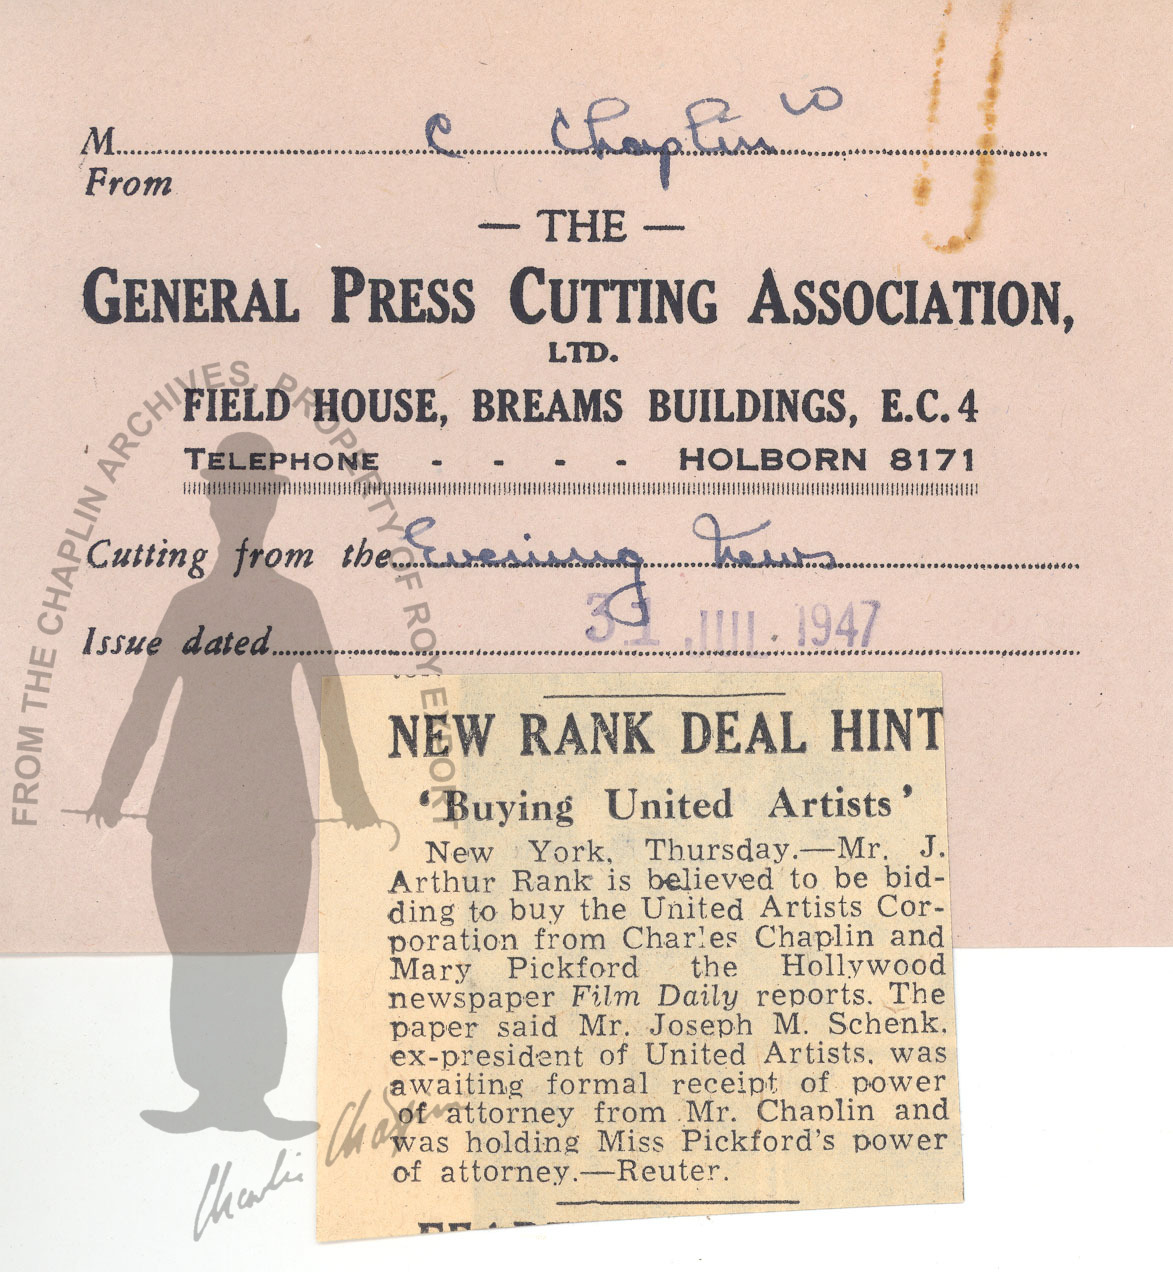 M C Chaplin
From
— THE —
GENERAL PRESS CUTTING ASSOCIATION,
LTD.
FIELD HOUSE, BREAMS BUILDINGS, E.C.4
TELEPHONE - - - - HOLBORN 8171
Cutting from the Evening News
Issue dated 31 JUL. 1947
NEW RANK DEAL HINT
‘Buying United Artists’
New York, Thursday.—Mr. J.
Arthur Rank is believed to be bid-
ding to buy the United Artists Cor-
poration from Charles Chaplin and
Mary Pickford the Hollywood
newspaper Film Daily reports. The
paper said Mr. Joseph M. Schenk,
ex-president of United Artists, was
awaiting formal receipt of power
of attorney from Mr. Chaplin and
was holding Miss Pickford's power
of attorney.—Reuter.
FROM THE CHAPLIN ARCHIVES, PROPERTY OF ROY EXPORT
Charlie Chaplin